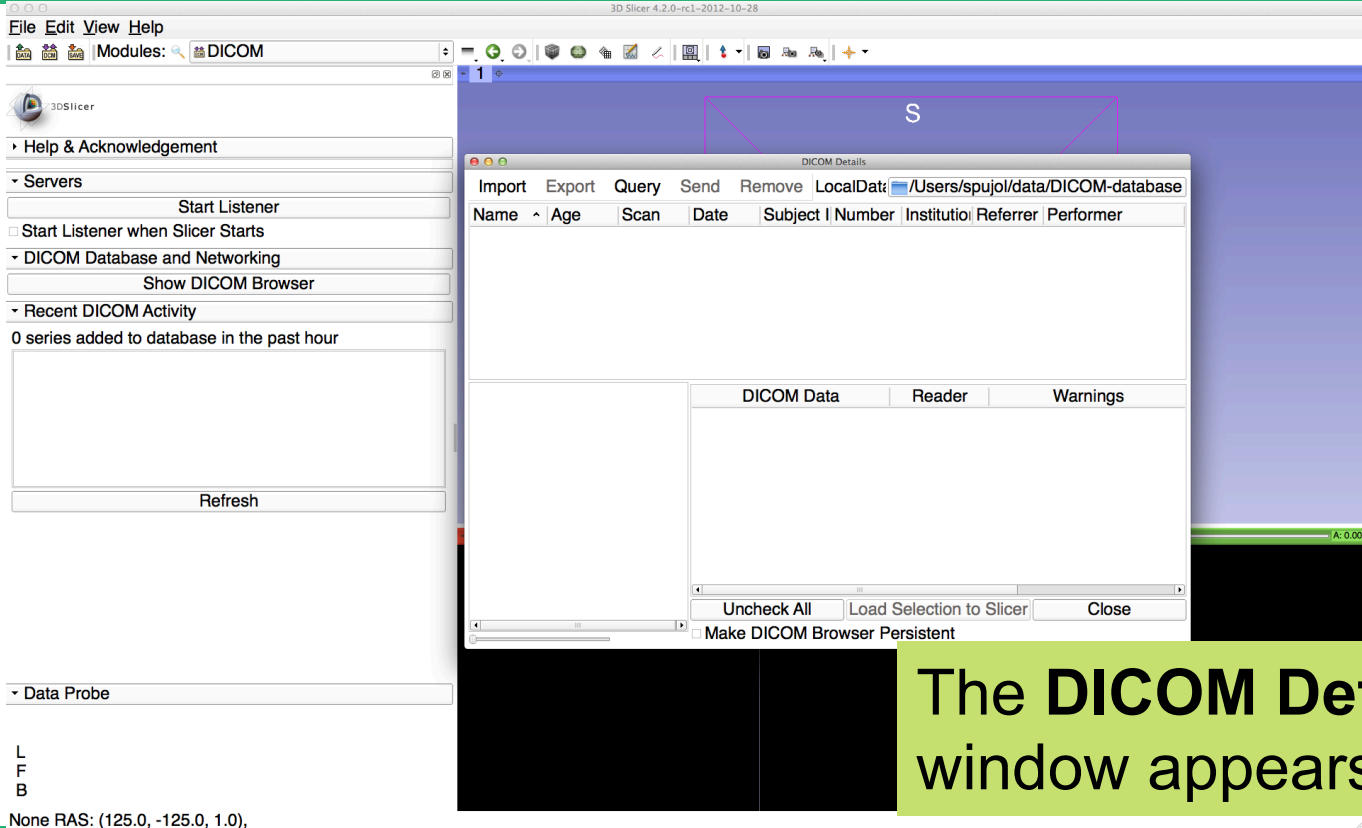 3D Slicer 4.2.0-rc1-2012-10-28
File Edit View Help
DATA DCM SAVE Modules: DICOM
1
3DSlicer
S
Help & Acknowledgement
Servers
Start Listener
Start Listener when Slicer Starts
DICOM Database and Networking
Show DICOM Browser
Recent DICOM Activity
0 series added to database in the past hour
Refresh
DICOM Details
Import Export Query Send Remove LocalData /Users/spujol/data/DICOM-database
Name Age Scan Date Subject I Number Institution Referrer Performer
DICOM Data Reader Warnings
A: 0.00
Uncheck All Load Selection to Slicer Close
Make DICOM Browser Persistent
The DICOM Det
window appears
Data Probe
L
F
B
None RAS: (125.0, -125.0, 1.0),